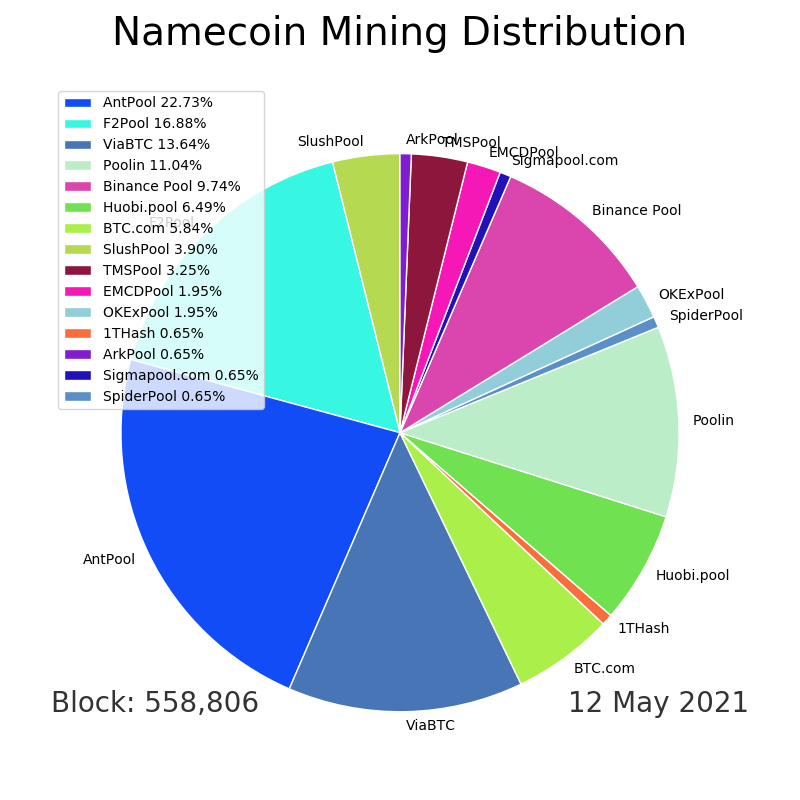 Namecoin Mining Distribution
AntPool 22.73%
F2Pool 16.88%
ViaBTC 13.64%
Poolin 11.04%
Binance Pool 9.74%
Huobi.pool 6.49%
BTC.com 5.84%
SlushPool 3.90%
TMSPool 3.25%
EMCDPool 1.95%
OKExPool 1.95%
1THash 0.65%
ArkPool 0.65%
Sigmapool.com 0.65%
SpiderPool 0.65%
SlushPool
ArkPool
TMSPool
EMCDPool
Sigmapool.com
Binance Pool
F2Pool
OKExPool
SpiderPool
Poolin
AntPool
Huobi.pool
1THash
BTC.com
ViaBTC
Block: 558,806
12 May 2021